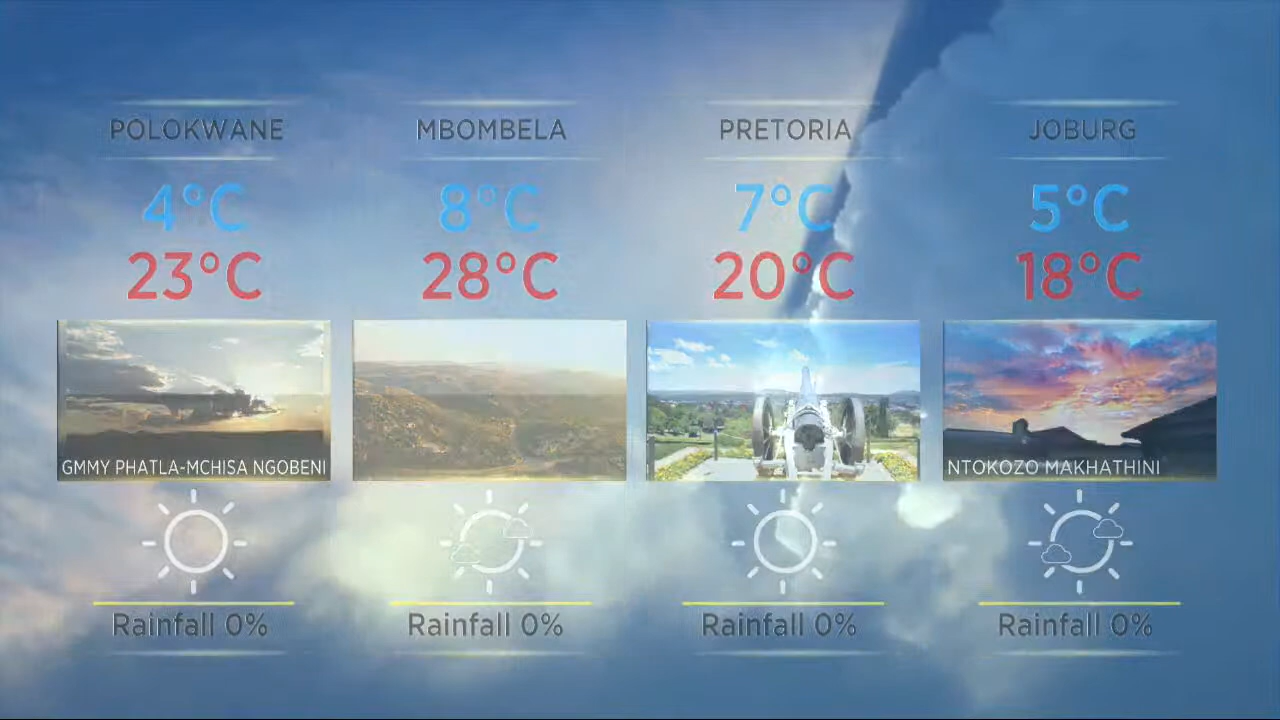 POLOKWANE
4°C
23°C
GMMY PHATLA-MCHISA NGOBENI
Rainfall 0%
MBOMBELA
8°C
28°C
Rainfall 0%
PRETORIA
7°C
20°C
Rainfall 0%
JOBURG
5°C
18°C
NTOKOZO MAKHATHINI
Rainfall 0%